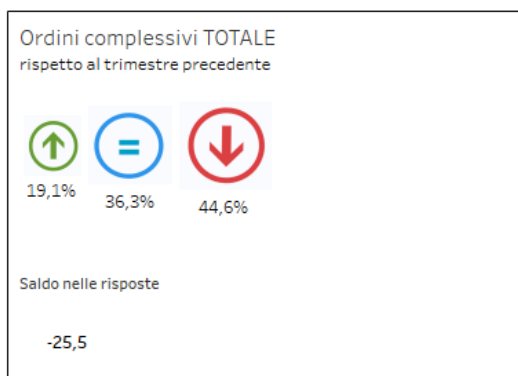 Ordini complessivi TOTALE
rispetto al trimestre precedente
=
19,1%
36,3%
44,6%
Saldo nelle risposte
-25,5